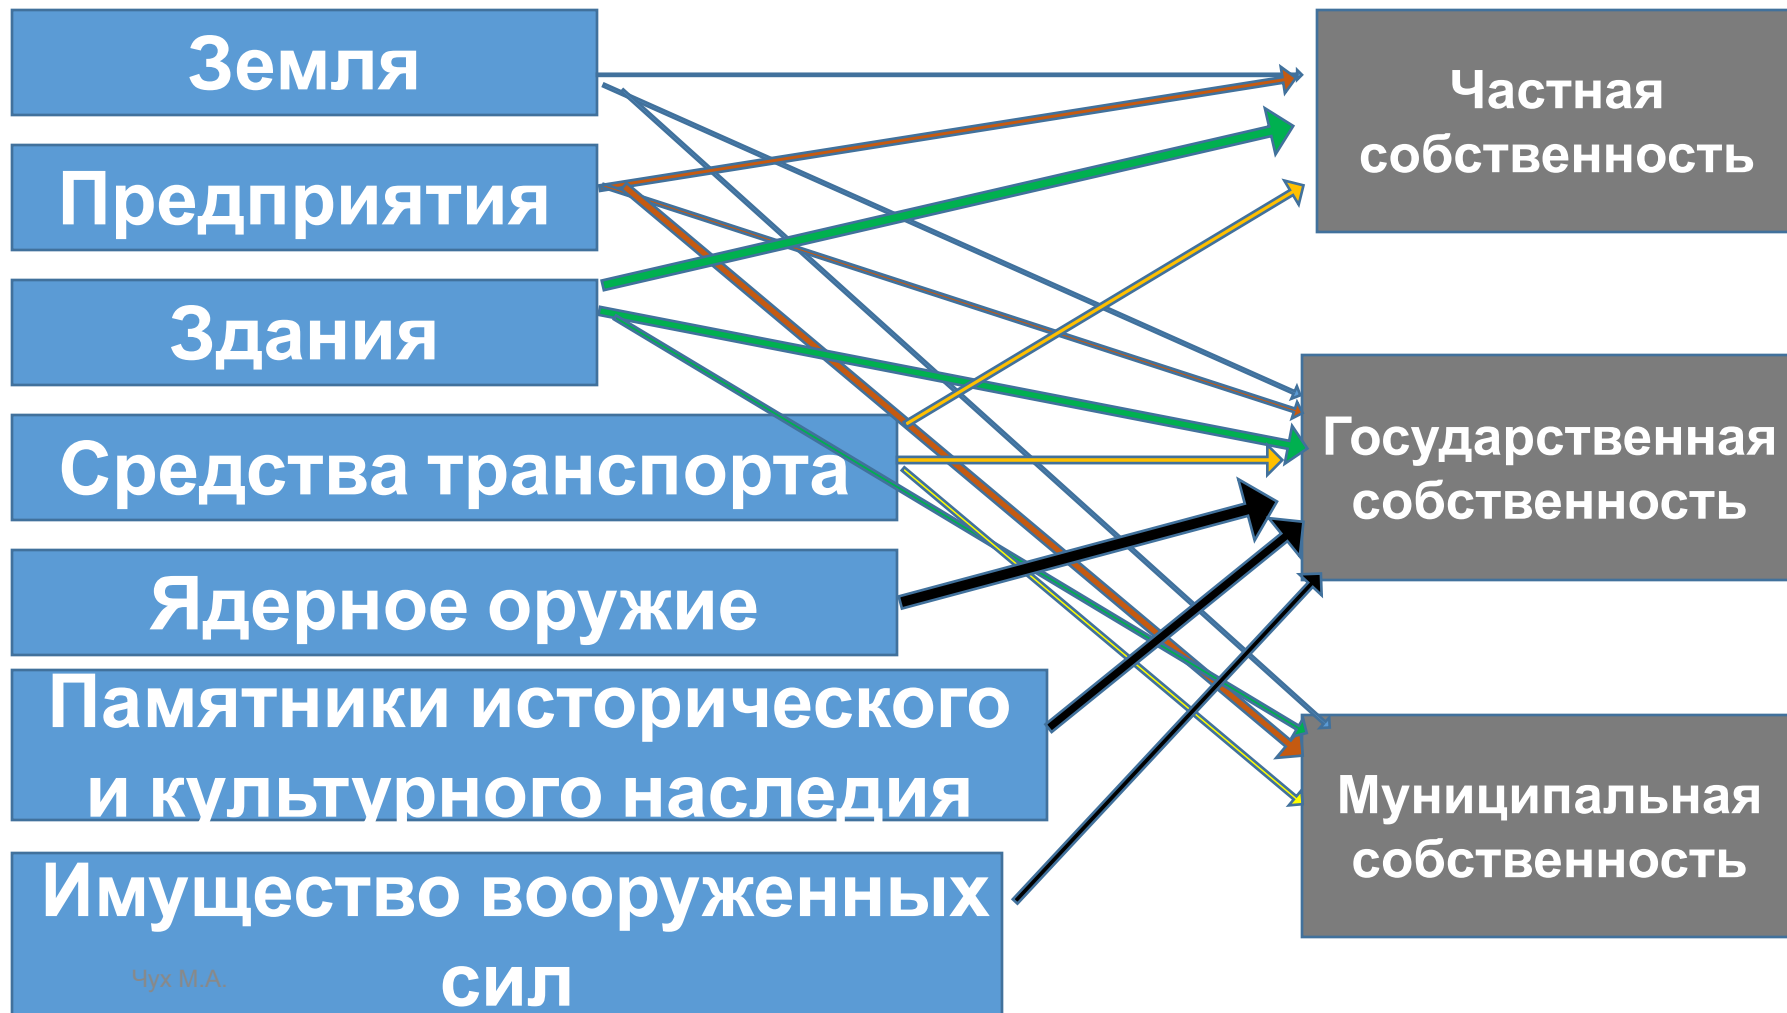 Земля
Предприятия
Здания
Средства транспорта
Ядерное оружие
Памятники исторического
и культурного наследия
Имущество вооруженных
сил
Чух М.А.
Частная
собственность
Государственная
собственность
Муниципальная
собственность